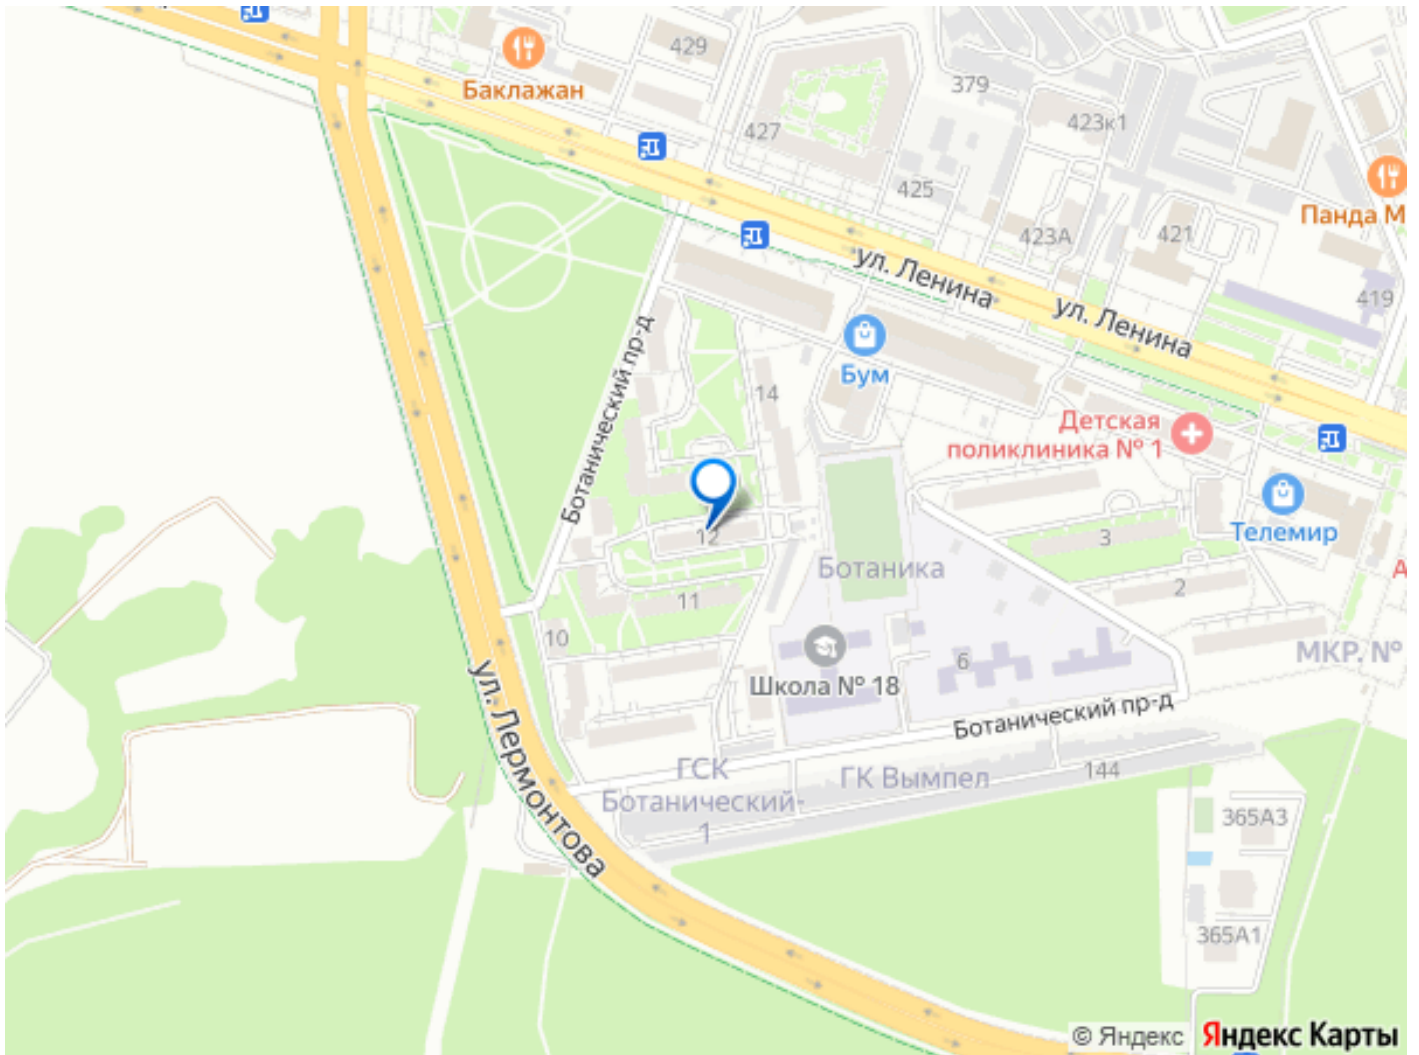 429
Баклажан
379
427
423к1
425
Панда М
423А
421
ул. Ленина
419
ул. Ленина
Ботанический пр-д
Бум
14
Детская
поликлиника № 1
Телемир
12
3
Ботаника
А
2
11
10
6
МКР. №
ул. Лермонтова
Школа № 18
Ботанический пр-д
ГСК
Ботанический-
1
ГК Вымпел
144
365А3
365А1
© Яндекс
Яндекс Карты